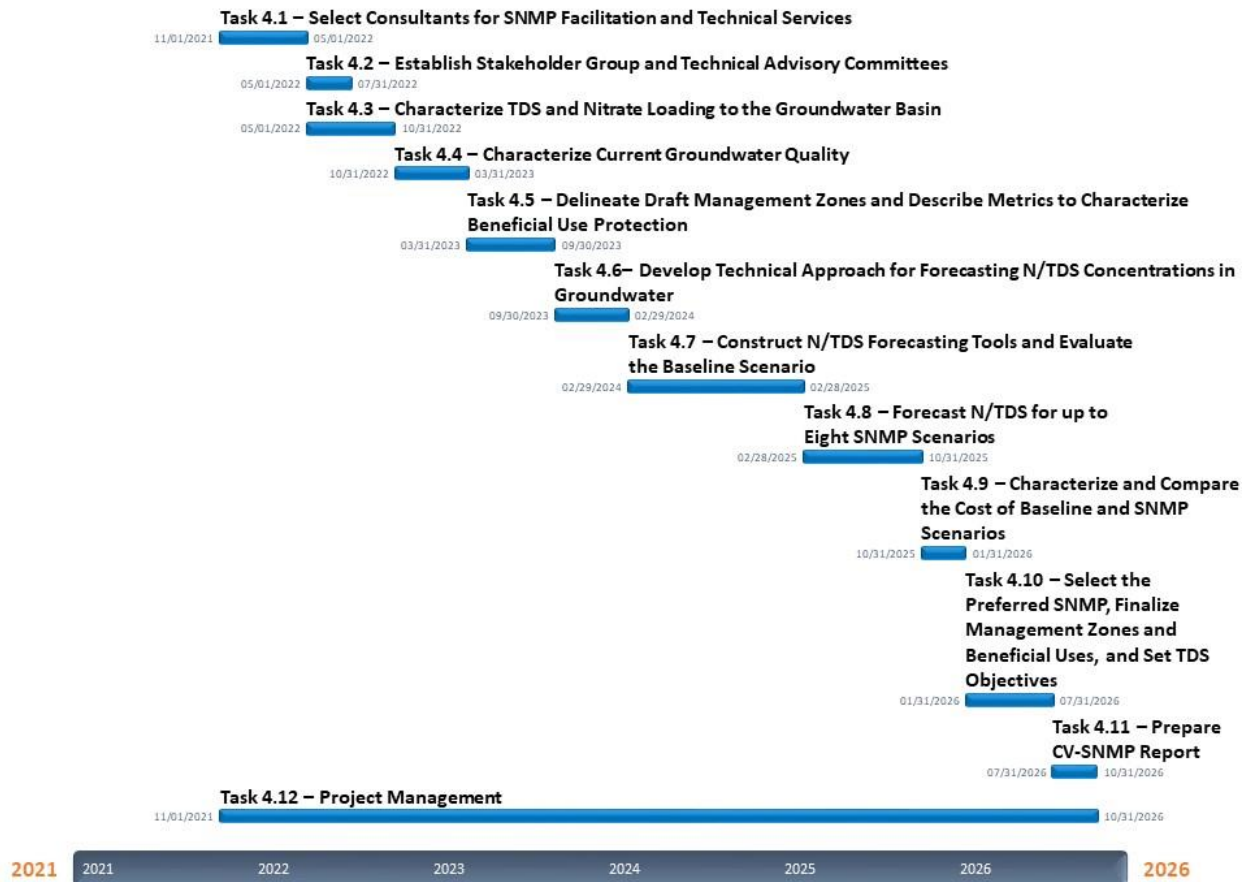 Task 4.1 – Select Consultants for SNMP Facilitation and Technical Services
11/01/2021 05/01/2022
Task 4.2 – Establish Stakeholder Group and Technical Advisory Committees
05/01/2022 07/31/2022
Task 4.3 – Characterize TDS and Nitrate Loading to the Groundwater Basin
05/01/2022 10/31/2022
Task 4.4 – Characterize Current Groundwater Quality
10/31/2022 03/31/2023
Task 4.5 – Delineate Draft Management Zones and Describe Metrics to Characterize
Beneficial Use Protection
03/31/2023 09/30/2023
Task 4.6– Develop Technical Approach for Forecasting N/TDS Concentrations in
Groundwater
09/30/2023 02/29/2024
Task 4.7 – Construct N/TDS Forecasting Tools and Evaluate
the Baseline Scenario
02/29/2024 02/28/2025
Task 4.8 – Forecast N/TDS for up to
Eight SNMP Scenarios
02/28/2025 10/31/2025
Task 4.9 – Characterize and Compare
the Cost of Baseline and SNMP
Scenarios
10/31/2025 01/31/2026
Task 4.10 – Select the
Preferred SNMP, Finalize
Management Zones and
Beneficial Uses, and Set TDS
Objectives
01/31/2026 07/31/2026
Task 4.11 – Prepare
CV-SNMP Report
07/31/2026 10/31/2026
Task 4.12 – Project Management
11/01/2021 10/31/2026
2021 2021 2022 2023 2024 2025 2026 2026